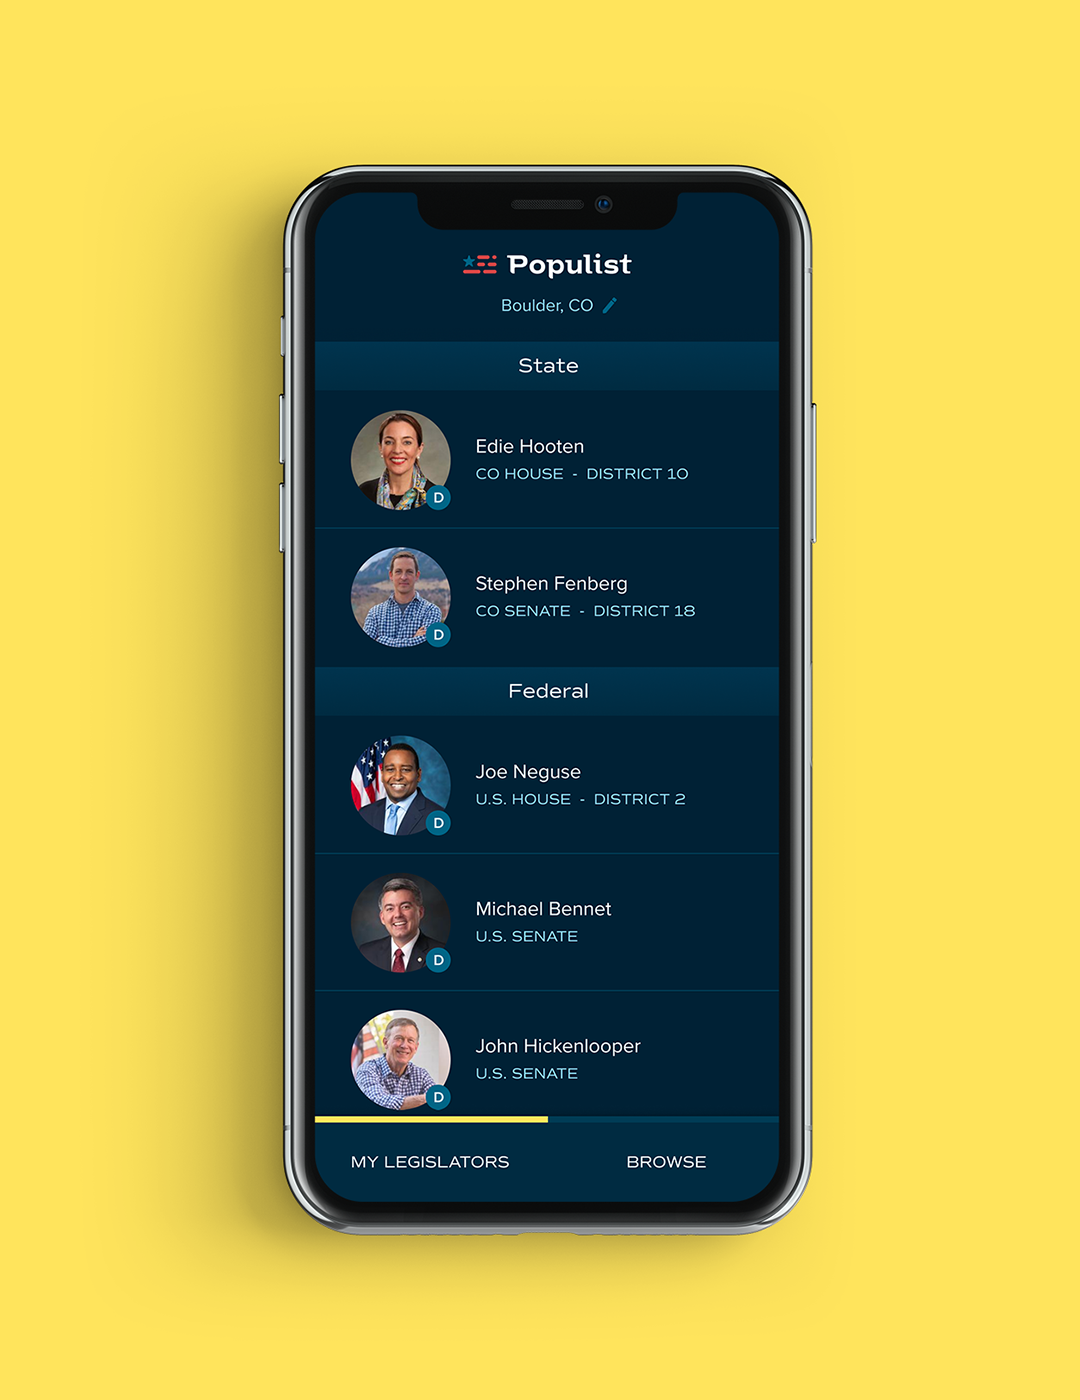 Populist
Boulder, CO
State
Edie Hooten
CO HOUSE - DISTRICT 10
D
Stephen Fenberg
CO SENATE - DISTRICT 18
D
Federal
Joe Neguse
U.S. HOUSE - DISTRICT 2
D
Michael Bennet
U.S. SENATE
D
John Hickenlooper
U.S. SENATE
D
MY LEGISLATORS
BROWSE